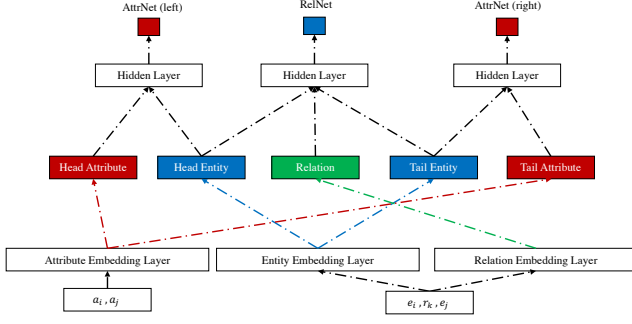 AttrNet (left)
RelNet
AttrNet (right)
Hidden Layer
Hidden Layer
Hidden Layer
Head Attribute
Head Entity
Relation
Tail Entity
Tail Attribute
Attribute Embedding Layer
Entity Embedding Layer
Relation Embedding Layer
a_i , a_j
e_i , r_k , e_j